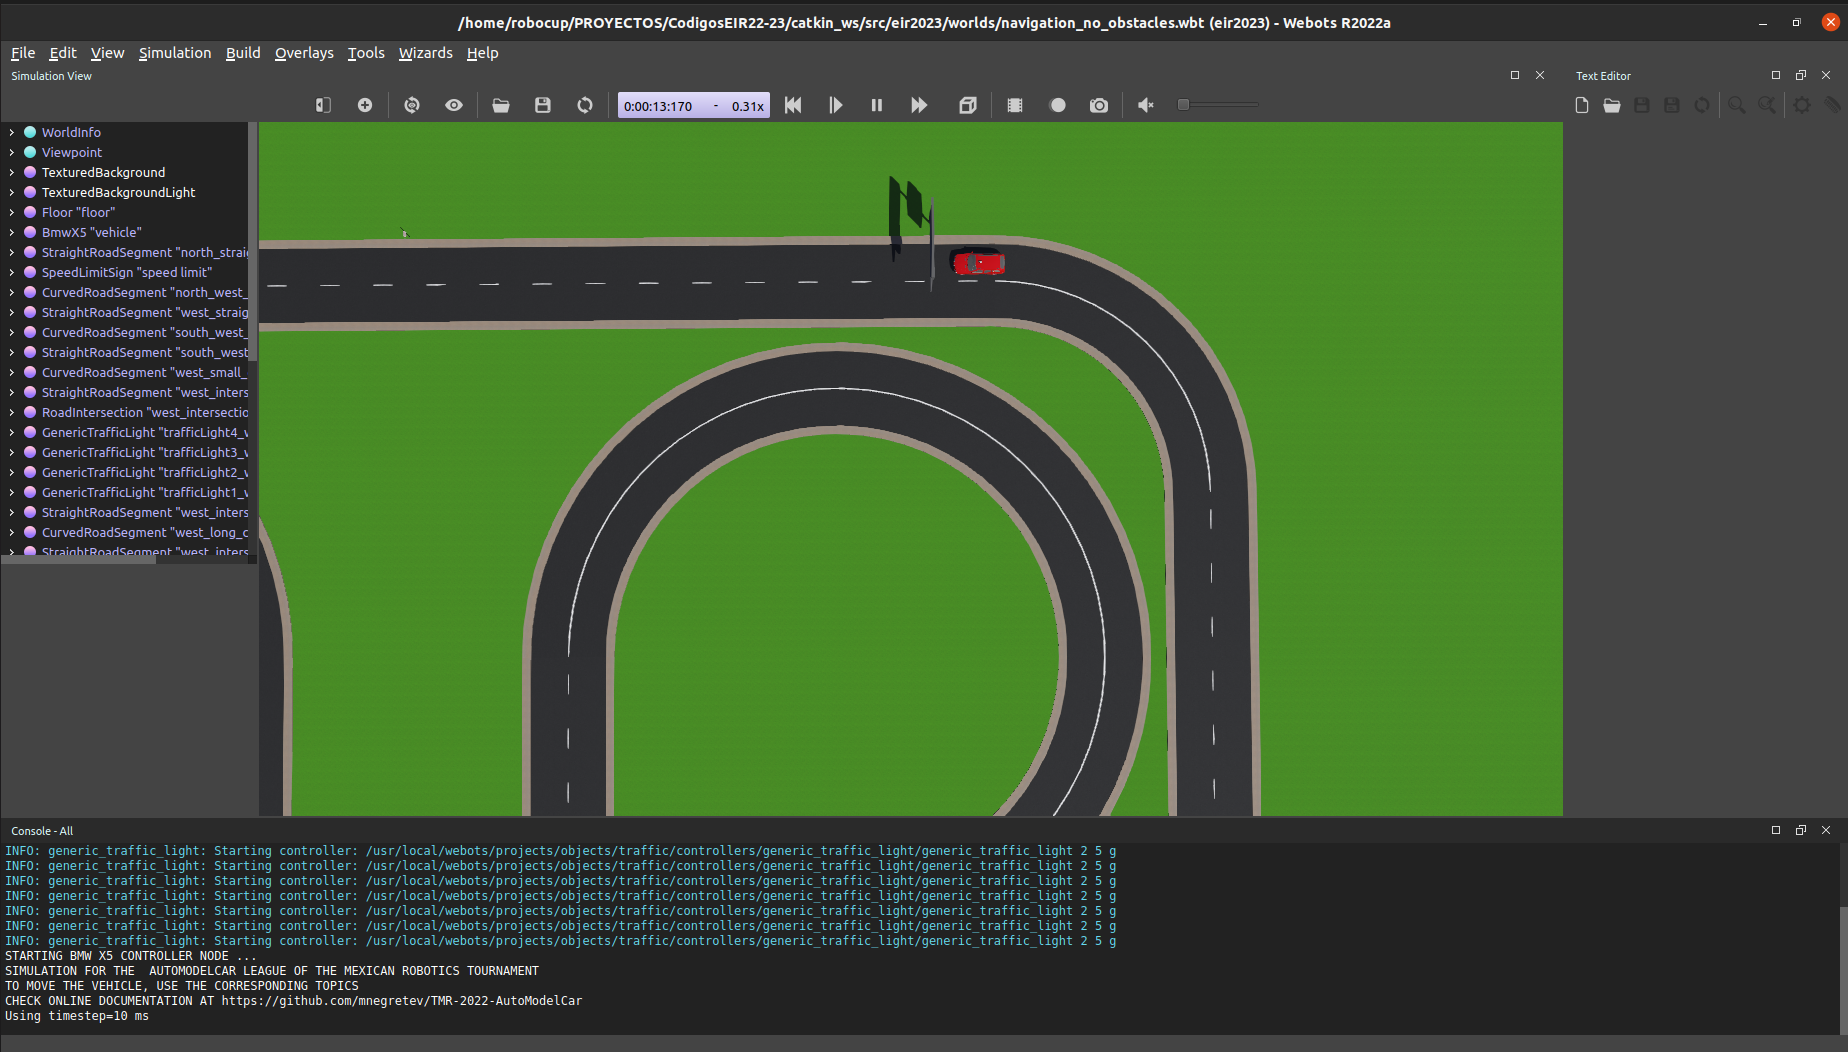 /home/robocup/PROYECTOS/CodigosEIR22-23/catkin_ws/src/eir2023/worlds/navigation_no_obstacles.wbt (eir2023) - Webots R2022a
File Edit View Simulation Build Overlays Tools Wizards Help
Simulation View
Text Editor
0:00:13:170 - 0.31x
WorldInfo
Viewpoint
TexturedBackground
TexturedBackgroundLight
Floor "floor"
BmwX5 "vehicle"
StraightRoadSegment "north_straig
SpeedLimitSign "speed limit"
CurvedRoadSegment "north_west_
StraightRoadSegment "west_straig
CurvedRoadSegment "south_west_
StraightRoadSegment "south_west
CurvedRoadSegment "west_small_
StraightRoadSegment "west_inters
RoadIntersection "west_intersectio
GenericTrafficLight "trafficLight4_w
GenericTrafficLight "trafficLight3_w
GenericTrafficLight "trafficLight2_w
GenericTrafficLight "trafficLight1_w
StraightRoadSegment "west_inters
CurvedRoadSegment "west_long_c
StraightRoadSegment "west_inters
Console - All
INFO: generic_traffic_light: Starting controller: /usr/local/webots/projects/objects/traffic/controllers/generic_traffic_light/generic_traffic_light 2 5 g
INFO: generic_traffic_light: Starting controller: /usr/local/webots/projects/objects/traffic/controllers/generic_traffic_light/generic_traffic_light 2 5 g
INFO: generic_traffic_light: Starting controller: /usr/local/webots/projects/objects/traffic/controllers/generic_traffic_light/generic_traffic_light 2 5 g
INFO: generic_traffic_light: Starting controller: /usr/local/webots/projects/objects/traffic/controllers/generic_traffic_light/generic_traffic_light 2 5 g
INFO: generic_traffic_light: Starting controller: /usr/local/webots/projects/objects/traffic/controllers/generic_traffic_light/generic_traffic_light 2 5 g
INFO: generic_traffic_light: Starting controller: /usr/local/webots/projects/objects/traffic/controllers/generic_traffic_light/generic_traffic_light 2 5 g
INFO: generic_traffic_light: Starting controller: /usr/local/webots/projects/objects/traffic/controllers/generic_traffic_light/generic_traffic_light 2 5 g
STARTING BMW X5 CONTROLLER NODE ...
SIMULATION FOR THE  AUTOMODELCAR LEAGUE OF THE MEXICAN ROBOTICS TOURNAMENT
TO MOVE THE VEHICLE, USE THE CORRESPONDING TOPICS
CHECK ONLINE DOCUMENTATION AT https://github.com/mnegretev/TMR-2022-AutoModelCar
Using timestep=10 ms